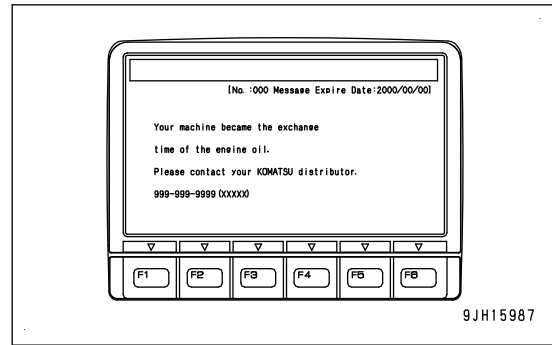 [No. :000 Message Expire Date:2000/00/00]
Your machine became the exchange
time of the engine oil.
Please contact your KOMATSU distributor.
999-999-9999(XXXXX)
F1 F2 F3 F4 F5 F6
9JH15987